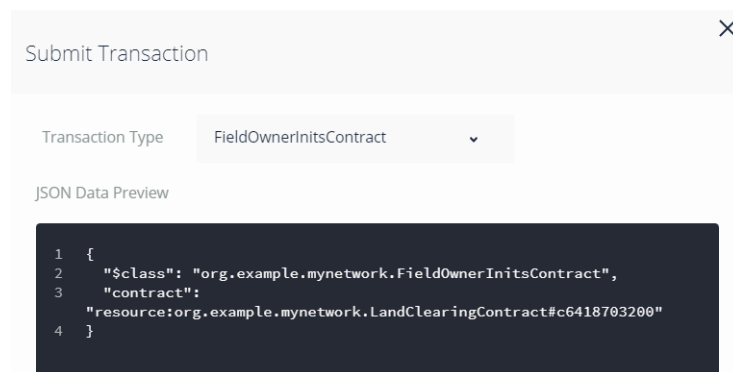 Submit Transaction
Transaction Type FieldOwnerInitsContract
JSON Data Preview
1 {
2 "$class": "org.example.mynetwork.FieldOwnerInitsContract",
3 "contract":
"resource:org.example.mynetwork.LandClearingContract#c6418703200"
4 }